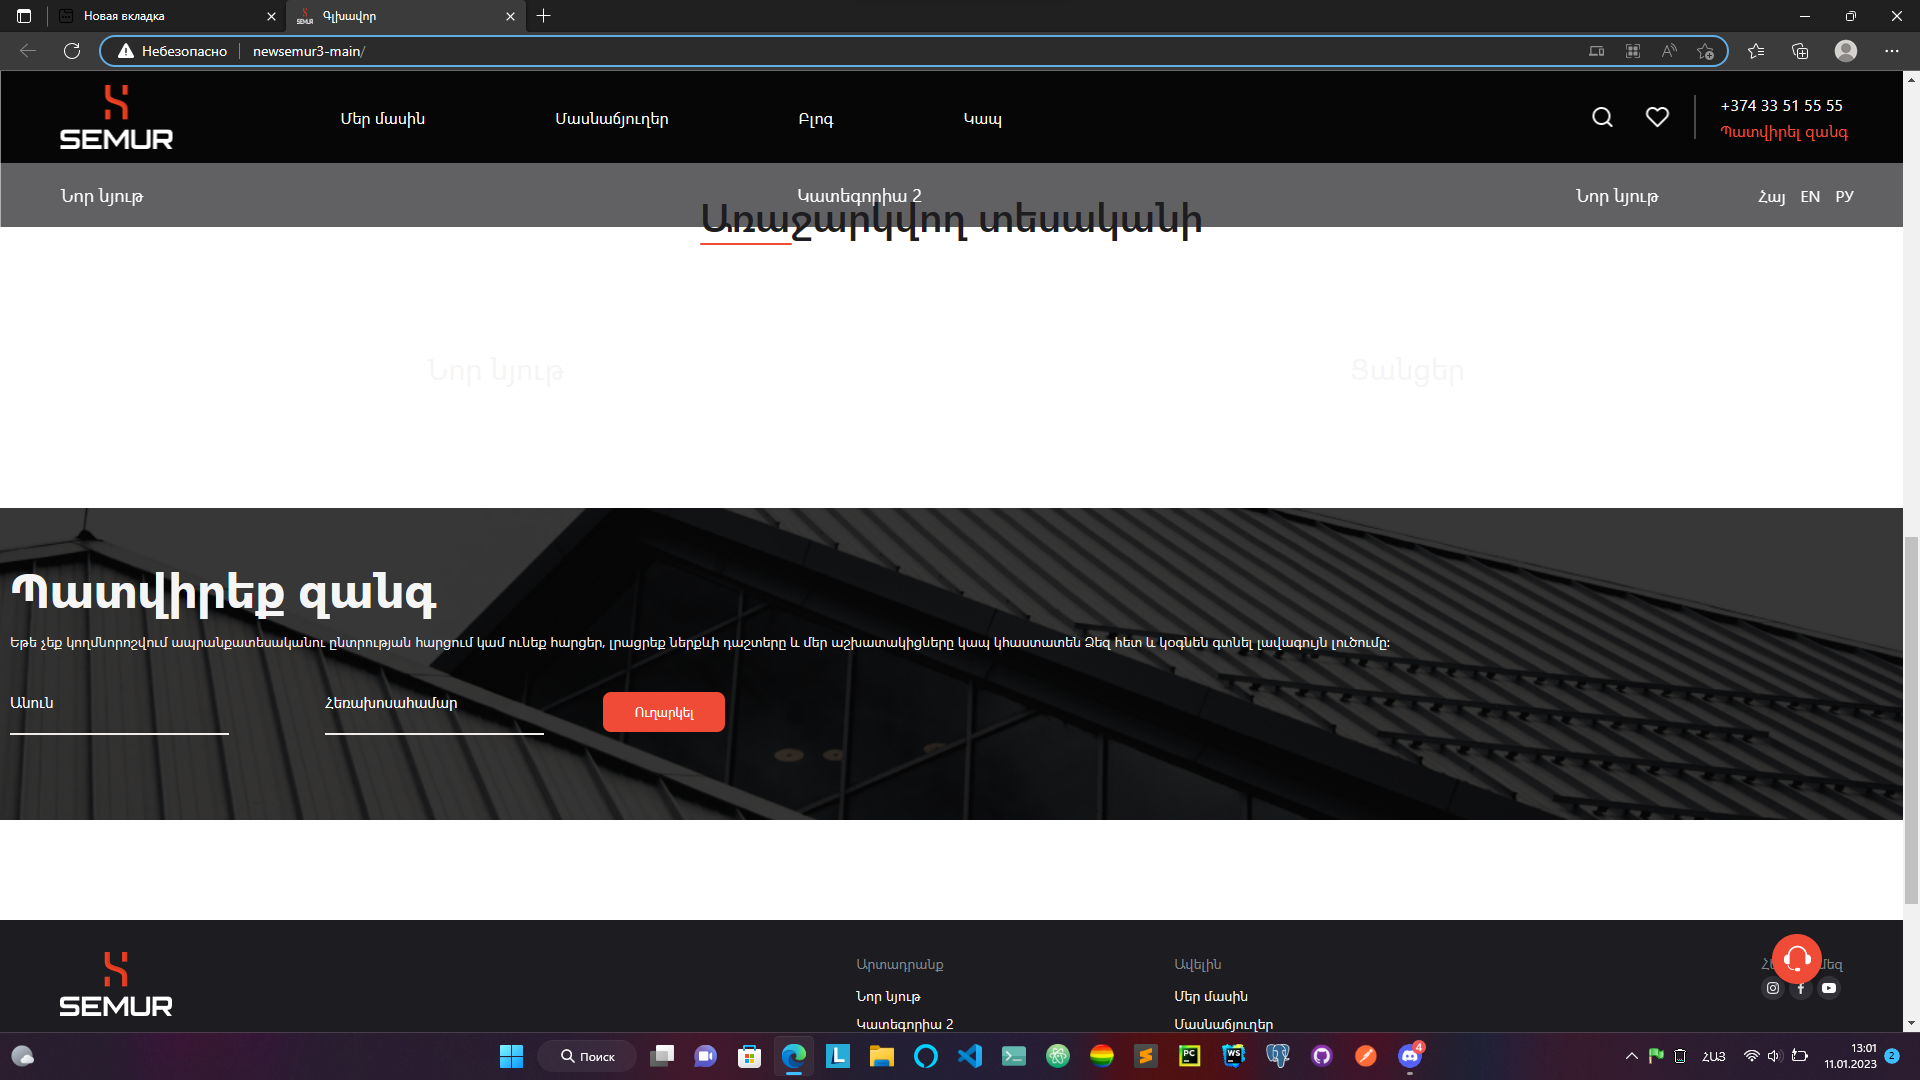 Новая вкладка
Գլխավոր
Небезопасно
newsemur3-main/
SEMUR
Մեր մասին
Մասնաճյուղեր
Բլոգ
Կապ
+374 33 51 55 55
Պատվիրել զանգ
Նոր նյութ
Կատեգորիա 2
Նոր նյութ
Հայ EN РУ
Առաջարկվող տեսականի
Նոր նյութ
Ցանցեր
Պատվիրեք զանգ
Եթե չեք կողմնորոշվում ապրանքատեսականու ընտրության հարցում կամ ունեք հարցեր, լրացրեք ներքևի դաշտերը և մեր աշխատակիցները կապ կհաստատեն Ձեզ հետ և կօգնեն գտնել լավագույն լուծումը:
Անուն
Հեռախոսահամար
Ուղարկել
SEMUR
Արտադրանք
Ավելին
մեզ
Նոր նյութ
Մեր մասին
Կատեգորիա 2
Մասնաճյուղեր
Поиск
4
ՀԱՅ
13:01
11.01.2023
2